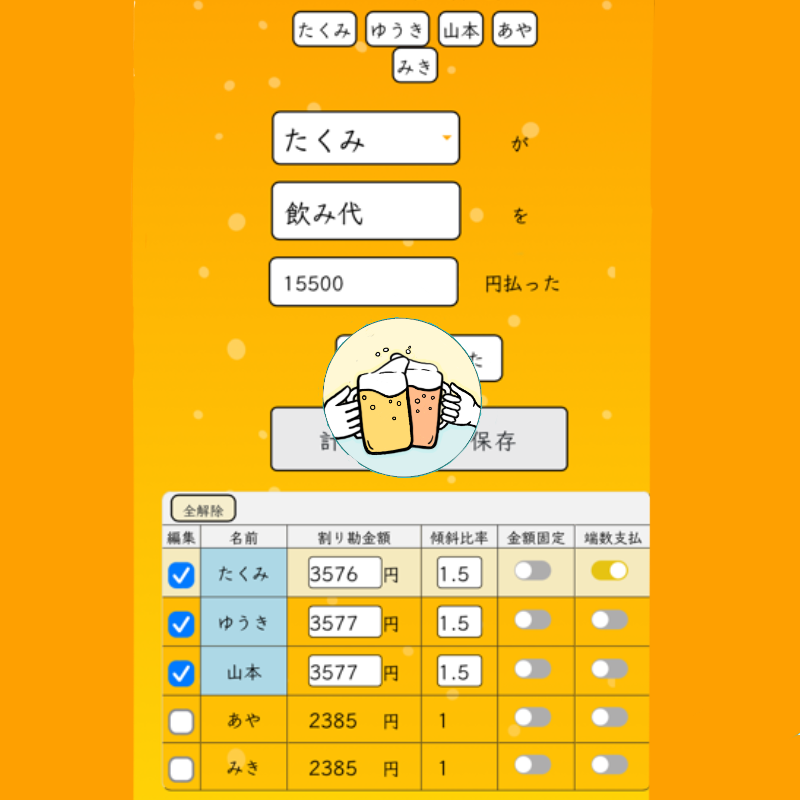 たくみ ゆうき 山本 あや
みき
たくみ が
飲み代 を
15500 円払った
た
計 保存
全解除
編集 名前 割り勘金額 傾斜比率 金額固定 端数支払
たくみ 3576 円 1.5
ゆうき 3577 円 1.5
山本 3577 円 1.5
あや 2385 円 1
みき 2385 円 1